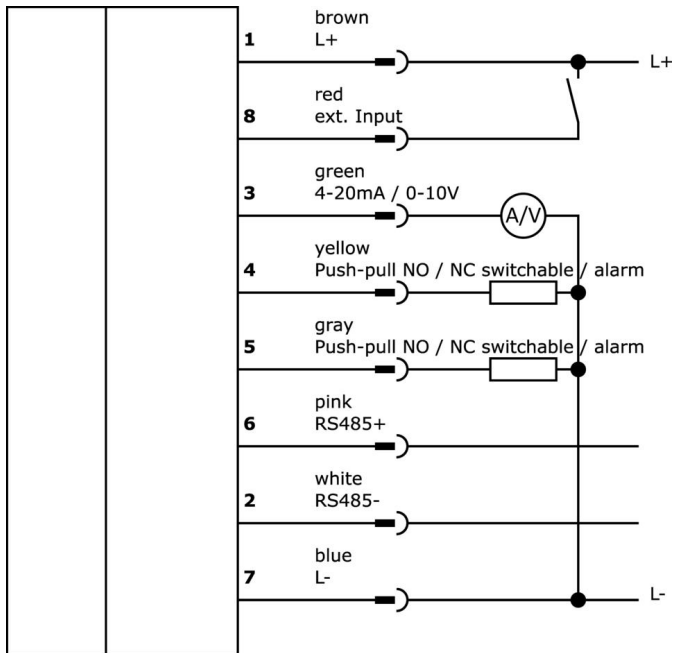 brown
1 L+
L+
red
8 ext. Input
green
3 4-20mA / 0-10V
A/V
yellow
4 Push-pull NO / NC switchable / alarm
gray
5 Push-pull NO / NC switchable / alarm
pink
6 RS485+
white
2 RS485-
blue
7 L-
L-